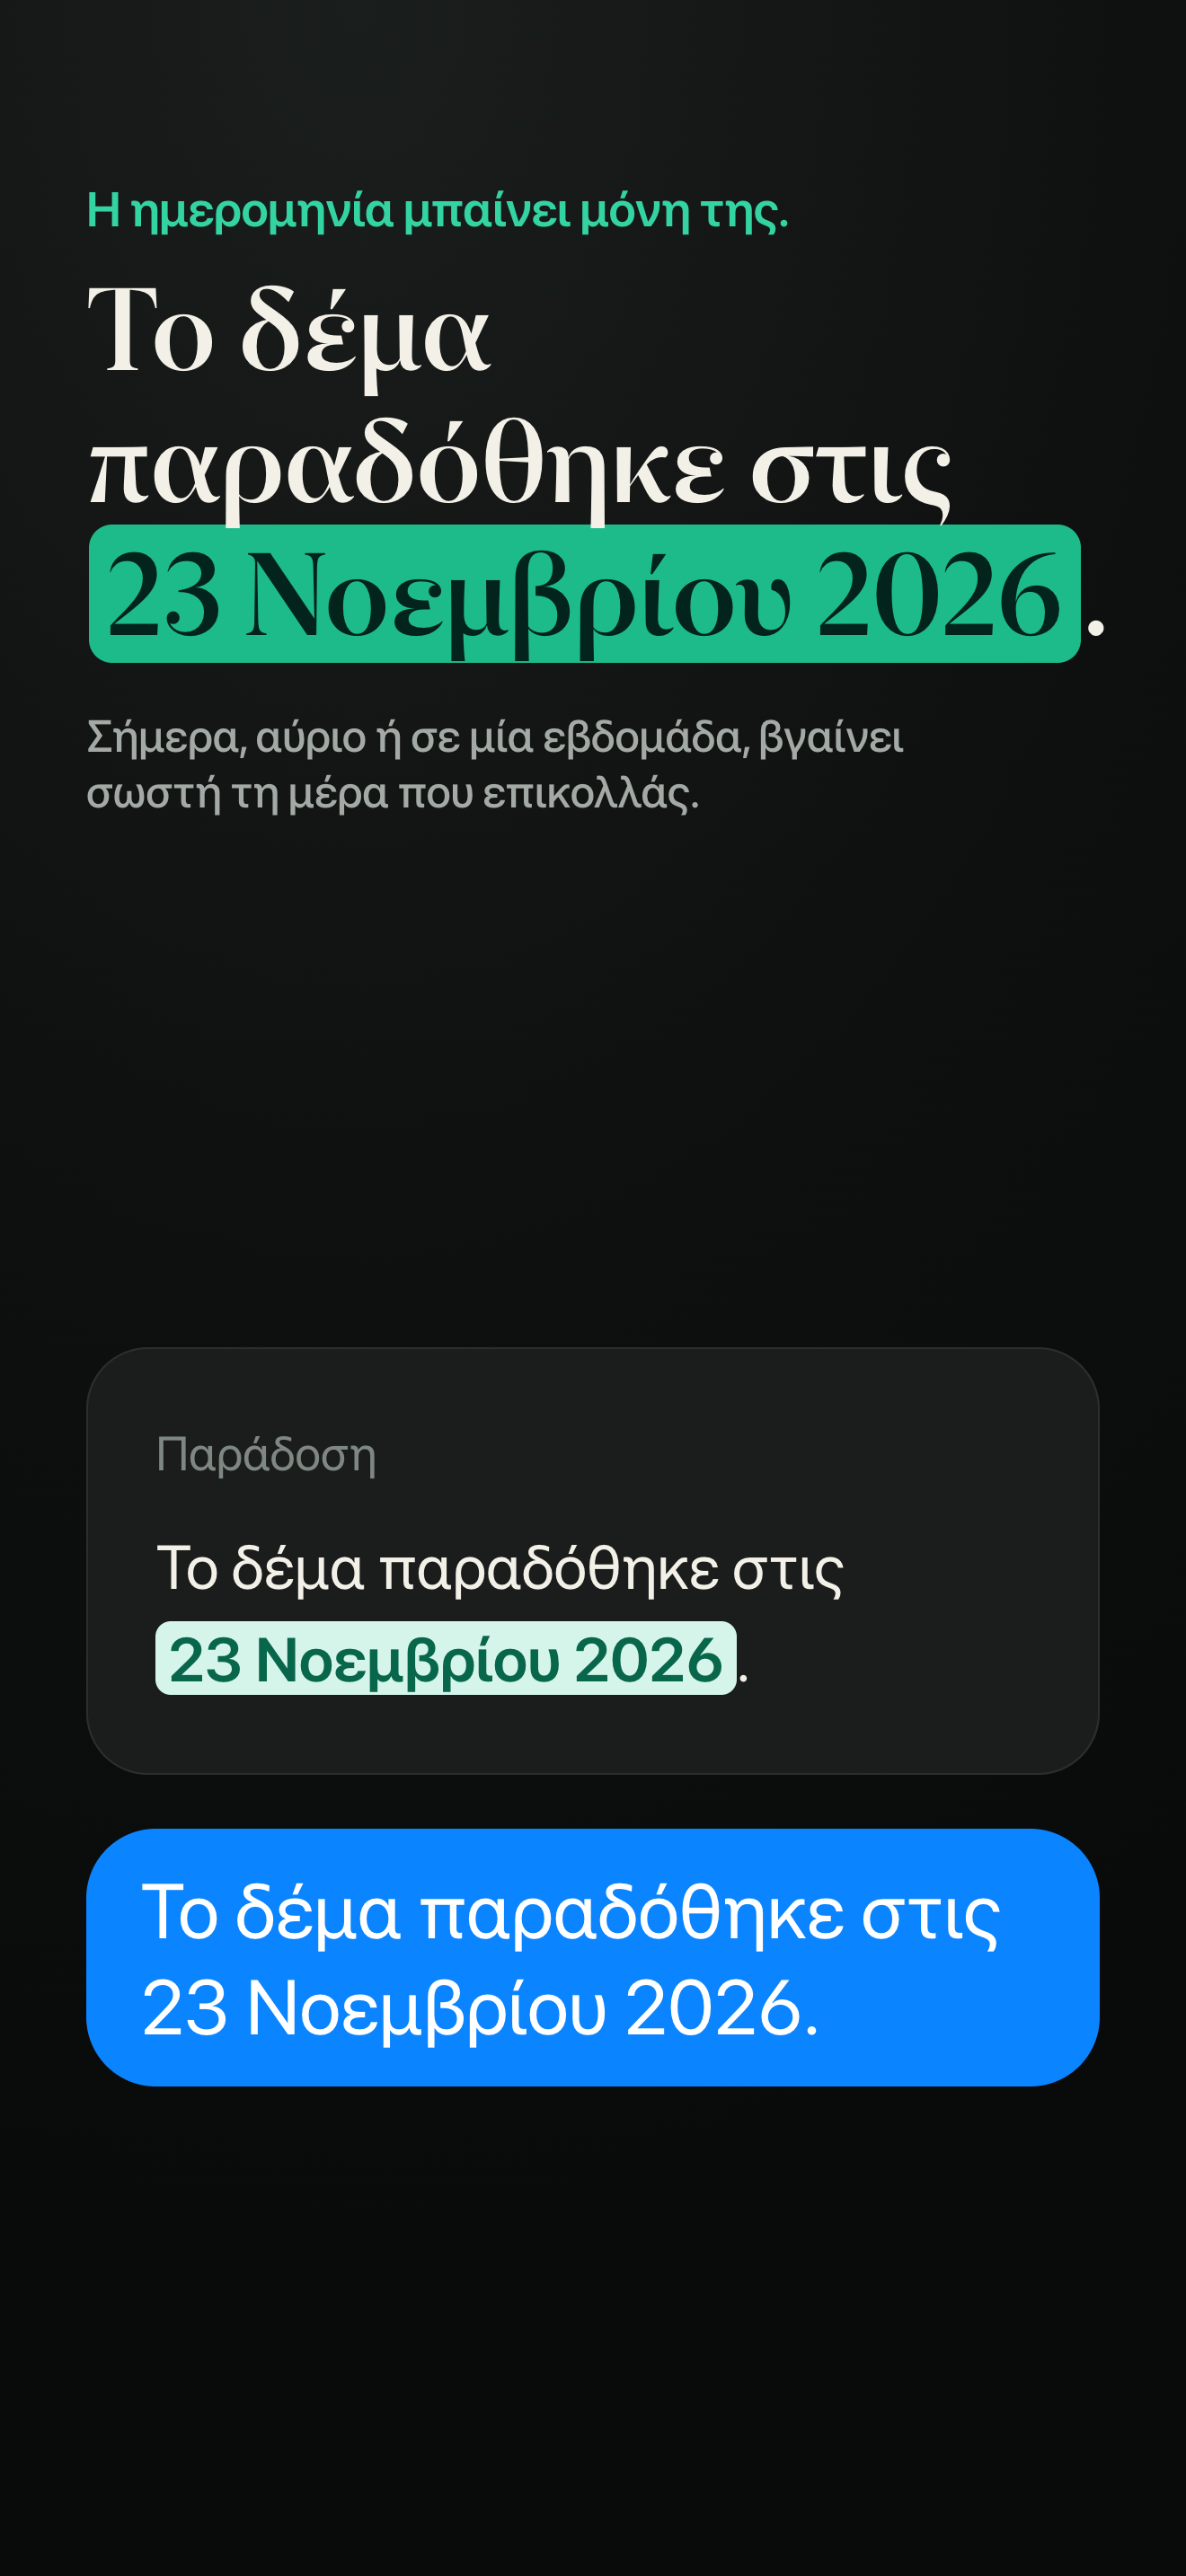 Η ημερομηνία μπαίνει μόνη της.
Το δέμα
παραδόθηκε στις
23 Νοεμβρίου 2026.
Σήμερα, αύριο ή σε μία εβδομάδα, βγαίνει
σωστή τη μέρα που επικολλάς.
Παράδοση
Το δέμα παραδόθηκε στις
23 Νοεμβρίου 2026.
Το δέμα παραδόθηκε στις
23 Νοεμβρίου 2026.